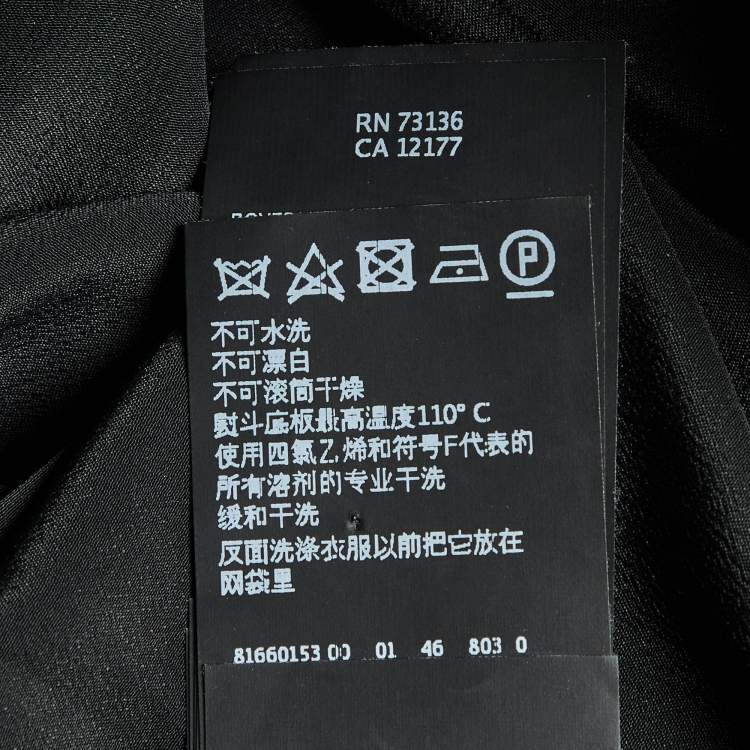 RN 73136
CA 12177
P
不可水洗
不可漂白
不可滚筒干燥
熨斗底板最高温度110° C
使用四氯乙烯和符号F代表的
所有溶剂的专业干洗
缓和干洗
反面洗涤衣服以前把它放在
网袋里
81660153 00 01 46 803 0